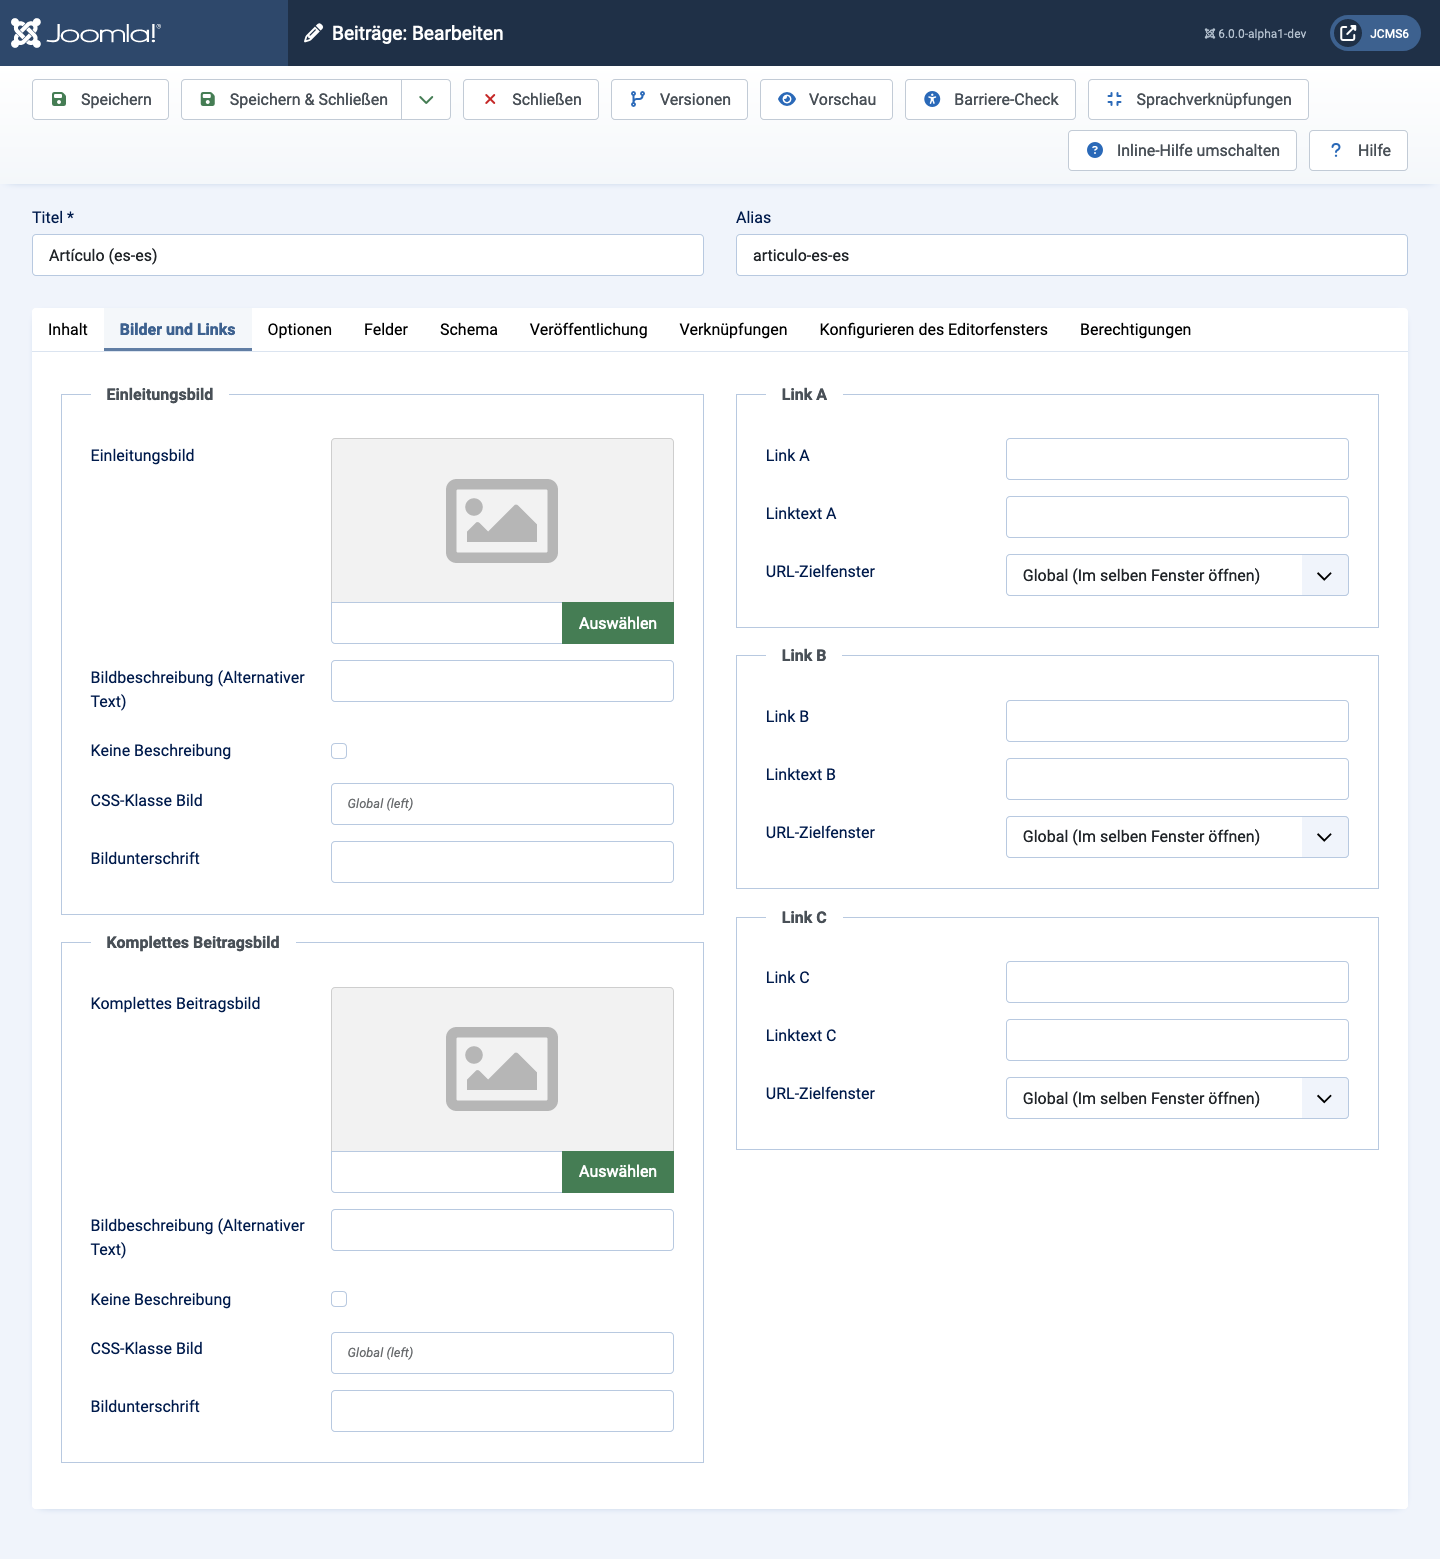 Joomla!®
Beiträge: Bearbeiten
6.0.0-alpha1-dev
JCMS6
Speichern
Speichern & Schließen
Schließen
Versionen
Vorschau
Barriere-Check
Sprachverknüpfungen
Inline-Hilfe umschalten
Hilfe
Titel *
Artículo (es-es)
Alias
articulo-es-es
Inhalt
Bilder und Links
Optionen
Felder
Schema
Veröffentlichung
Verknüpfungen
Konfigurieren des Editorfensters
Berechtigungen
Einleitungsbild
Einleitungsbild
Auswählen
Bildbeschreibung (Alternativer
Text)
Keine Beschreibung
CSS-Klasse Bild
Global (left)
Bildunterschrift
Komplettes Beitragsbild
Komplettes Beitragsbild
Auswählen
Bildbeschreibung (Alternativer
Text)
Keine Beschreibung
CSS-Klasse Bild
Global (left)
Bildunterschrift
Link A
Link A
Linktext A
URL-Zielfenster
Global (Im selben Fenster öffnen)
Link B
Link B
Linktext B
URL-Zielfenster
Global (Im selben Fenster öffnen)
Link C
Link C
Linktext C
URL-Zielfenster
Global (Im selben Fenster öffnen)